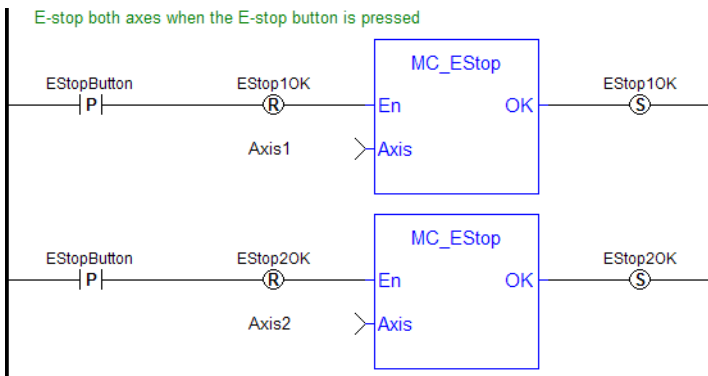 E-stop both axes when the E-stop button is pressed
MC_EStop
EStopButton EStop1OK EStop1OK
P R En OK S
Axis1 Axis
MC_EStop
EStopButton EStop2OK EStop2OK
P R En OK S
Axis2 Axis